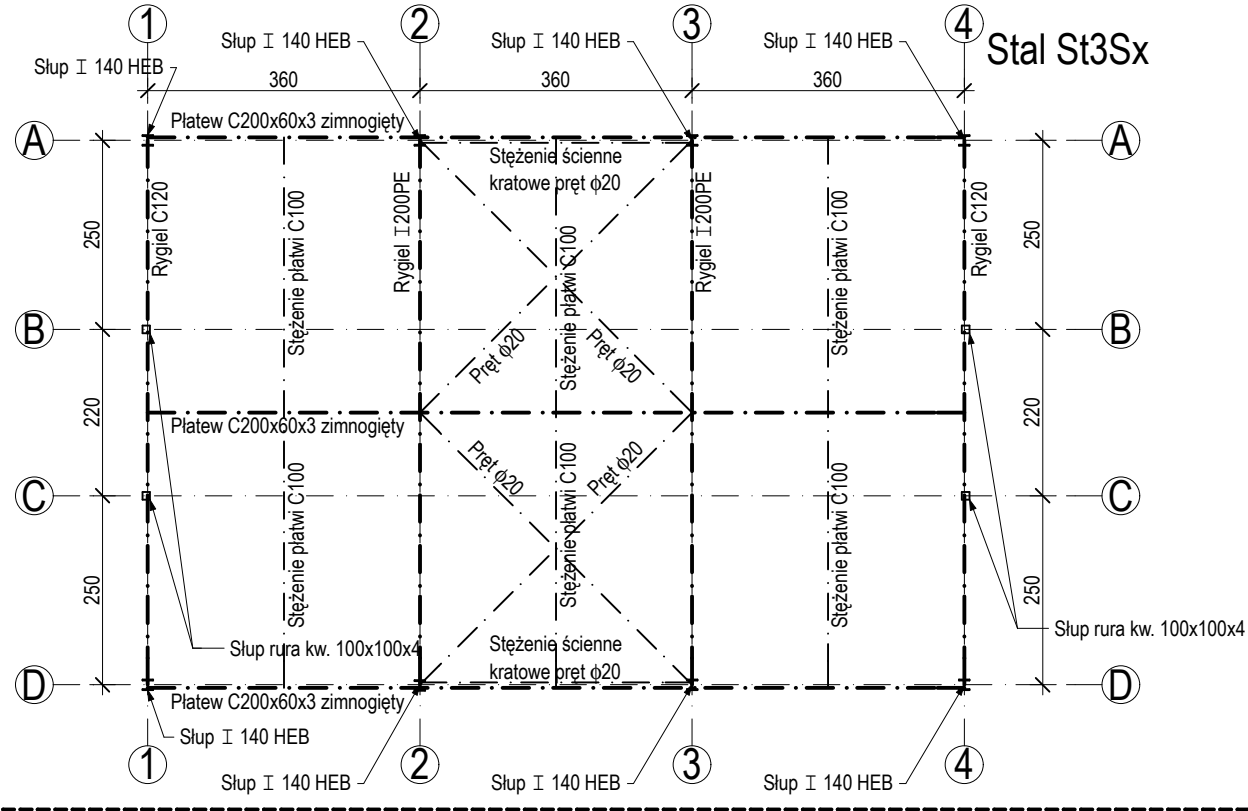 1
2
3
4
Słup I 140 HEB
Słup I 140 HEB
Słup I 140 HEB
Stal St3Sx
Słup I 140 HEB
360
360
360
Płatew C200x60x3 zimnogięty
A
A
Stężenie ścienne
kratowe pręt ϕ20
250
Rygiel C120
Stężenie płatwi C100
Rygiel I200PE
Stężenie płatwi C100
Rygiel I200PE
Stężenie płatwi C100
Rygiel C120
250
B
B
Pręt ϕ20
Pręt ϕ20
220
220
Płatew C200x60x3 zimnogięty
Pręt ϕ20
Pręt ϕ20
C
C
250
Stężenie płatwi C100
Stężenie płatwi C100
Stężenie płatwi C100
250
Słup rura kw. 100x100x4
Stężenie ścienne
kratowe pręt ϕ20
Słup rura kw. 100x100x4
D
D
Płatew C200x60x3 zimnogięty
Słup I 140 HEB
1
2
3
4
Słup I 140 HEB
Słup I 140 HEB
Słup I 140 HEB